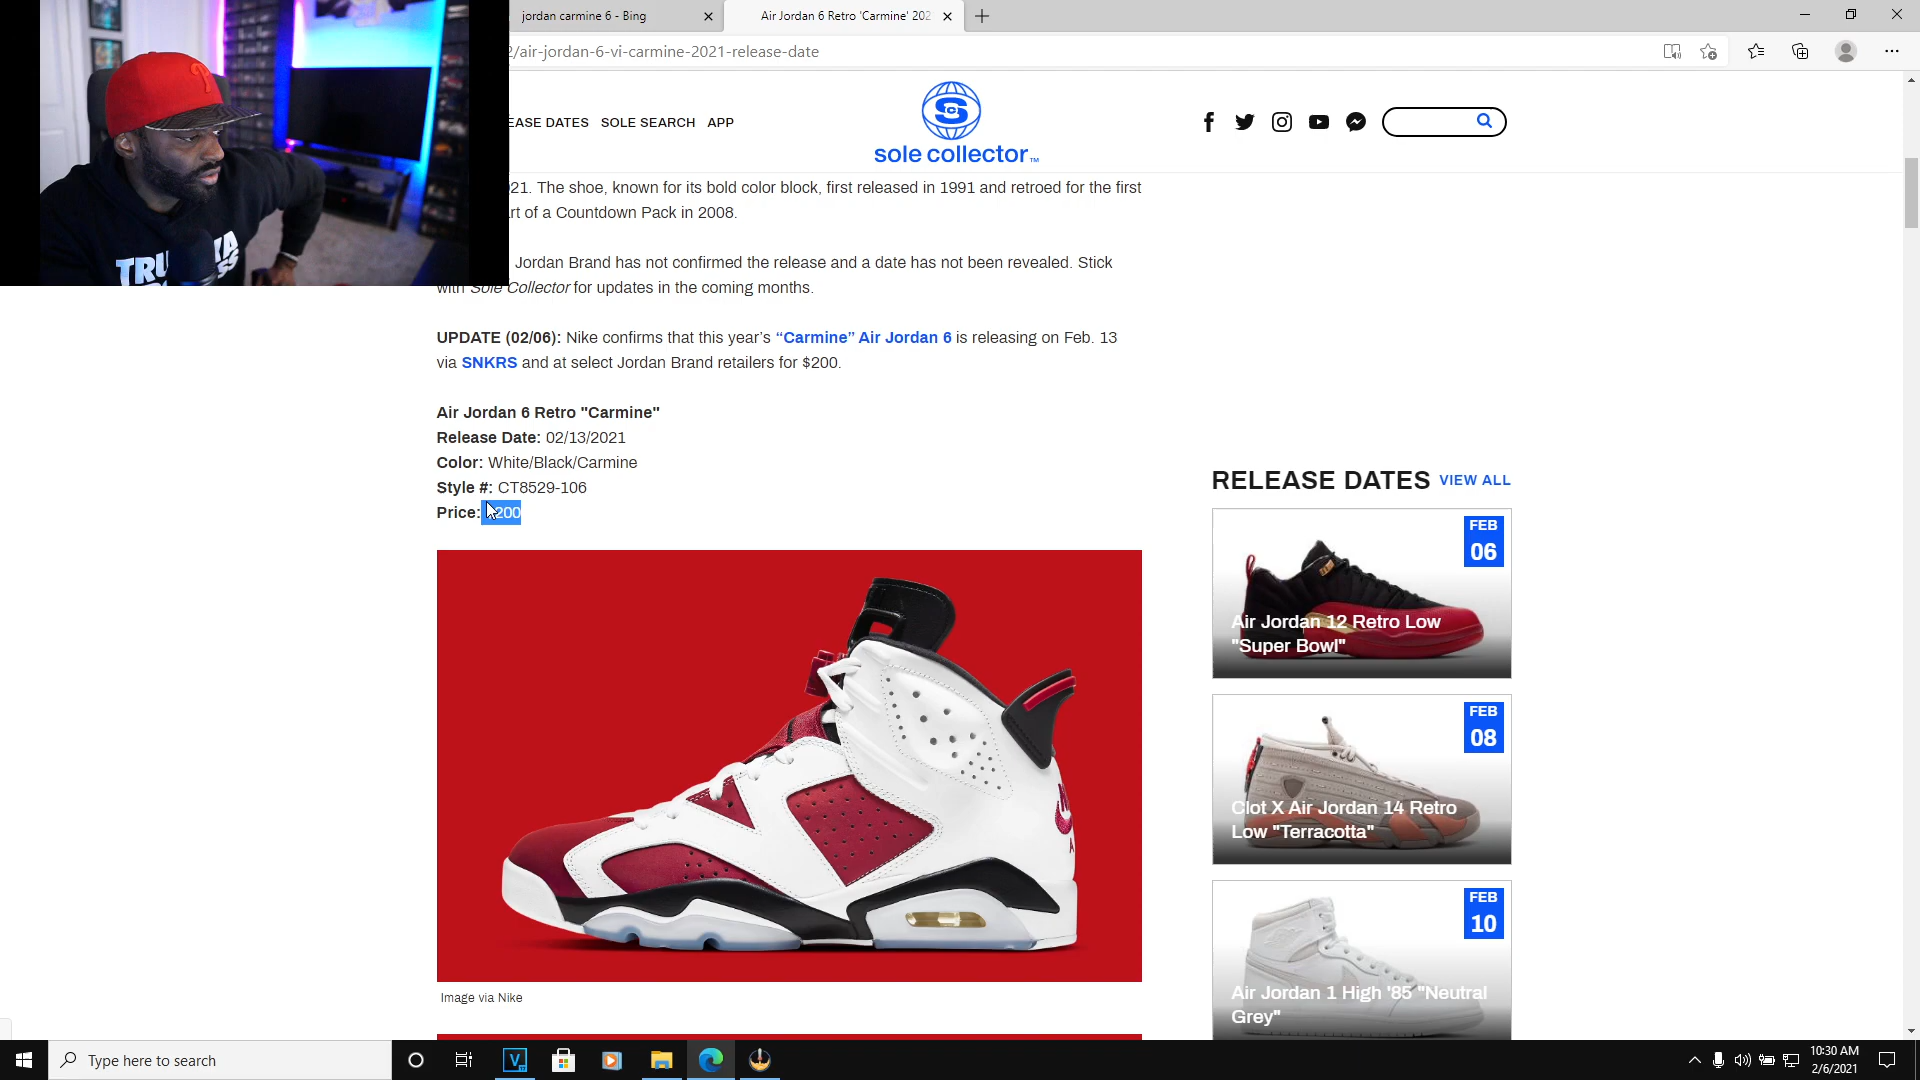 jordan carmine 6 - Bing
Air Jordan 6 Retro 'Carmine' 202
2/air-jordan-6-vi-carmine-2021-release-date
EASE DATES SOLE SEARCH APP
sole collector™
21. The shoe, known for its bold color block, first released in 1991 and retroed for the first
rt of a Countdown Pack in 2008.
Jordan Brand has not confirmed the release and a date has not been revealed. Stick
with Sole Collector for updates in the coming months.
UPDATE (02/06): Nike confirms that this year's “Carmine” Air Jordan 6 is releasing on Feb. 13
via SNKRS and at select Jordan Brand retailers for $200.
Air Jordan 6 Retro "Carmine"
Release Date: 02/13/2021
Color: White/Black/Carmine
Style #: CT8529-106
Price: 200
Image via Nike
RELEASE DATES VIEW ALL
FEB
06
Air Jordan 12 Retro Low
"Super Bowl"
FEB
08
Clot X Air Jordan 14 Retro
Low "Terracotta"
FEB
10
Air Jordan 1 High '85 "Neutral
Grey"
Type here to search
10:30 AM
2/6/2021